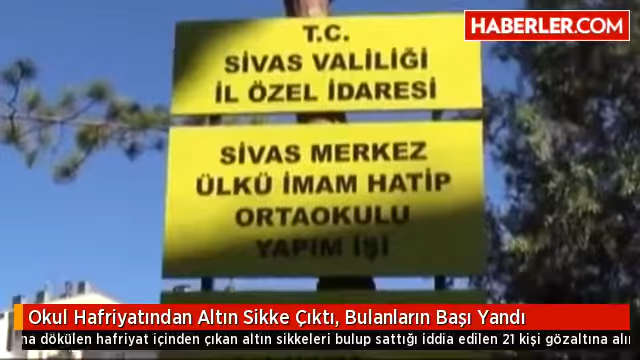 HABERLER.COM
T.C.
SİVAS VALİLİĞİ
İL ÖZEL İDARESİ
SİVAS MERKEZ
ÜLKÜ İMAM HATİP
ORTAOKULU
YAPIM İŞİ
Okul Hafriyatından Altın Sikke Çıktı, Bulanların Başı Yandı
dökülen hafriyat içinden çıkan altın sikkeleri bulup sattığı iddia edilen 21 kişi gözaltına